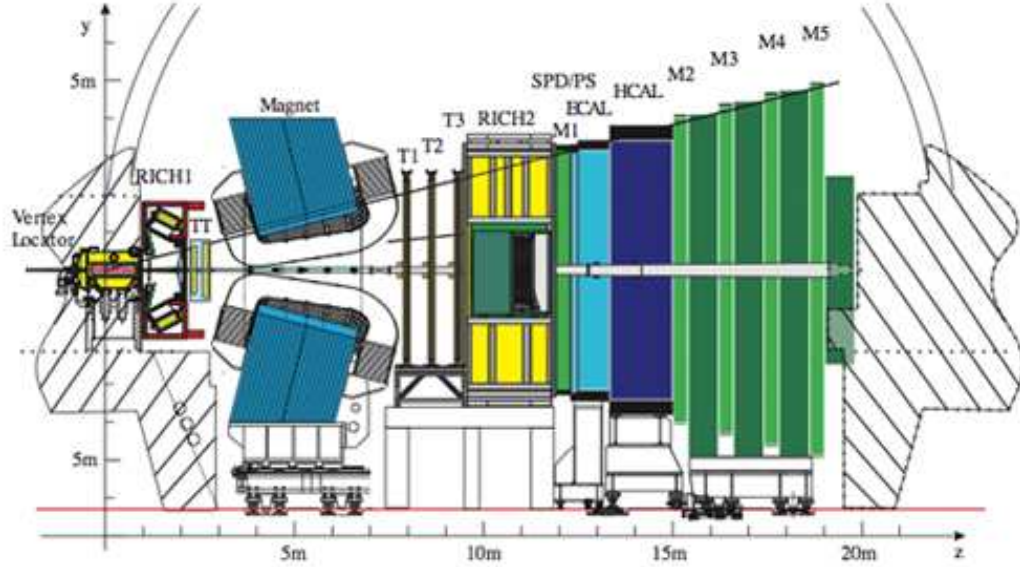 y
5m
Vertex
Locator
RICH1
TT
Magnet
T1
T2
T3
RICH2
SPD/PS
M1
ECAL
HCAL
M2
M3
M4
M5
5m
5m
10m
15m
20m
z